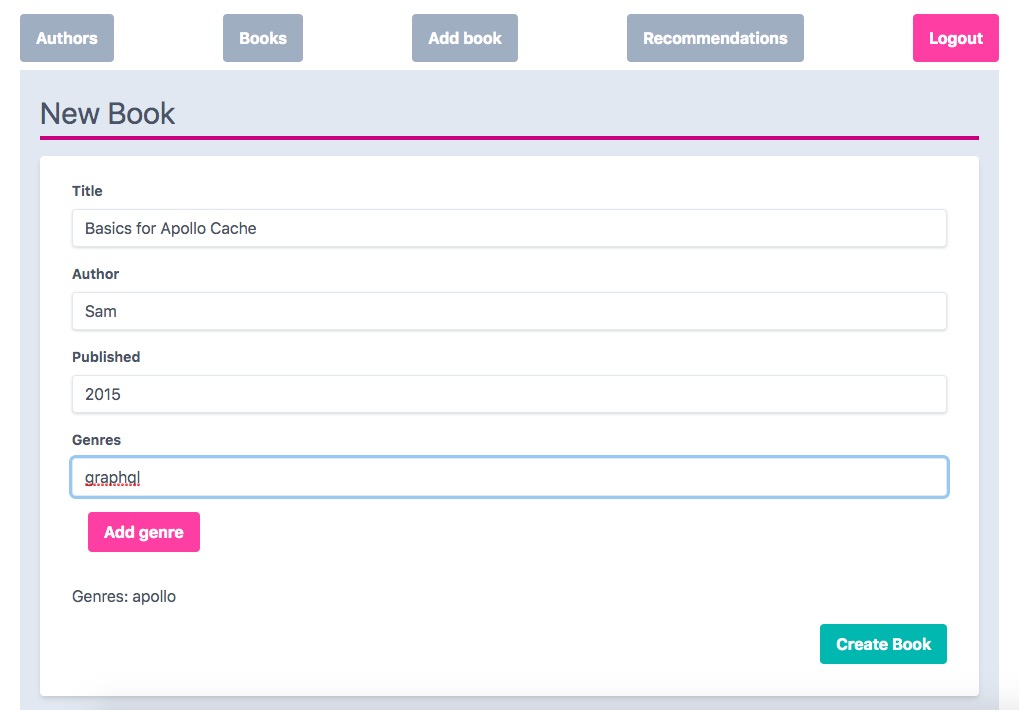 Authors Books Add book Recommendations Logout
New Book
Title
Basics for Apollo Cache
Author
Sam
Published
2015
Genres
graphql
Add genre
Genres: apollo
Create Book